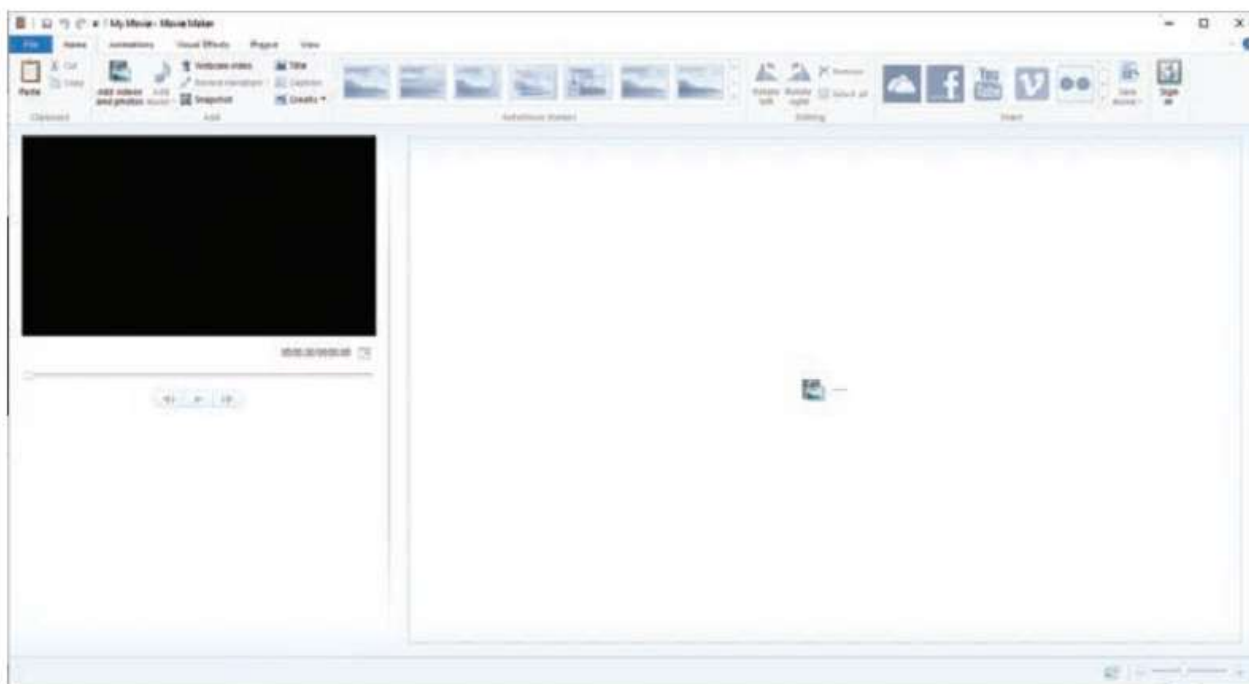 My Movie - Movie Maker
File Home Animations Visual Effects Project View
Paste
Cut
Copy
Add videos and photos
Add music
Webcam video
Record narration
Snapshot
Title
Caption
Credits
Rotate left
Rotate right
Remove
Select all
You Tube
Save movie
Sign in
Clipboard Add AutoMovie themes Editing Share